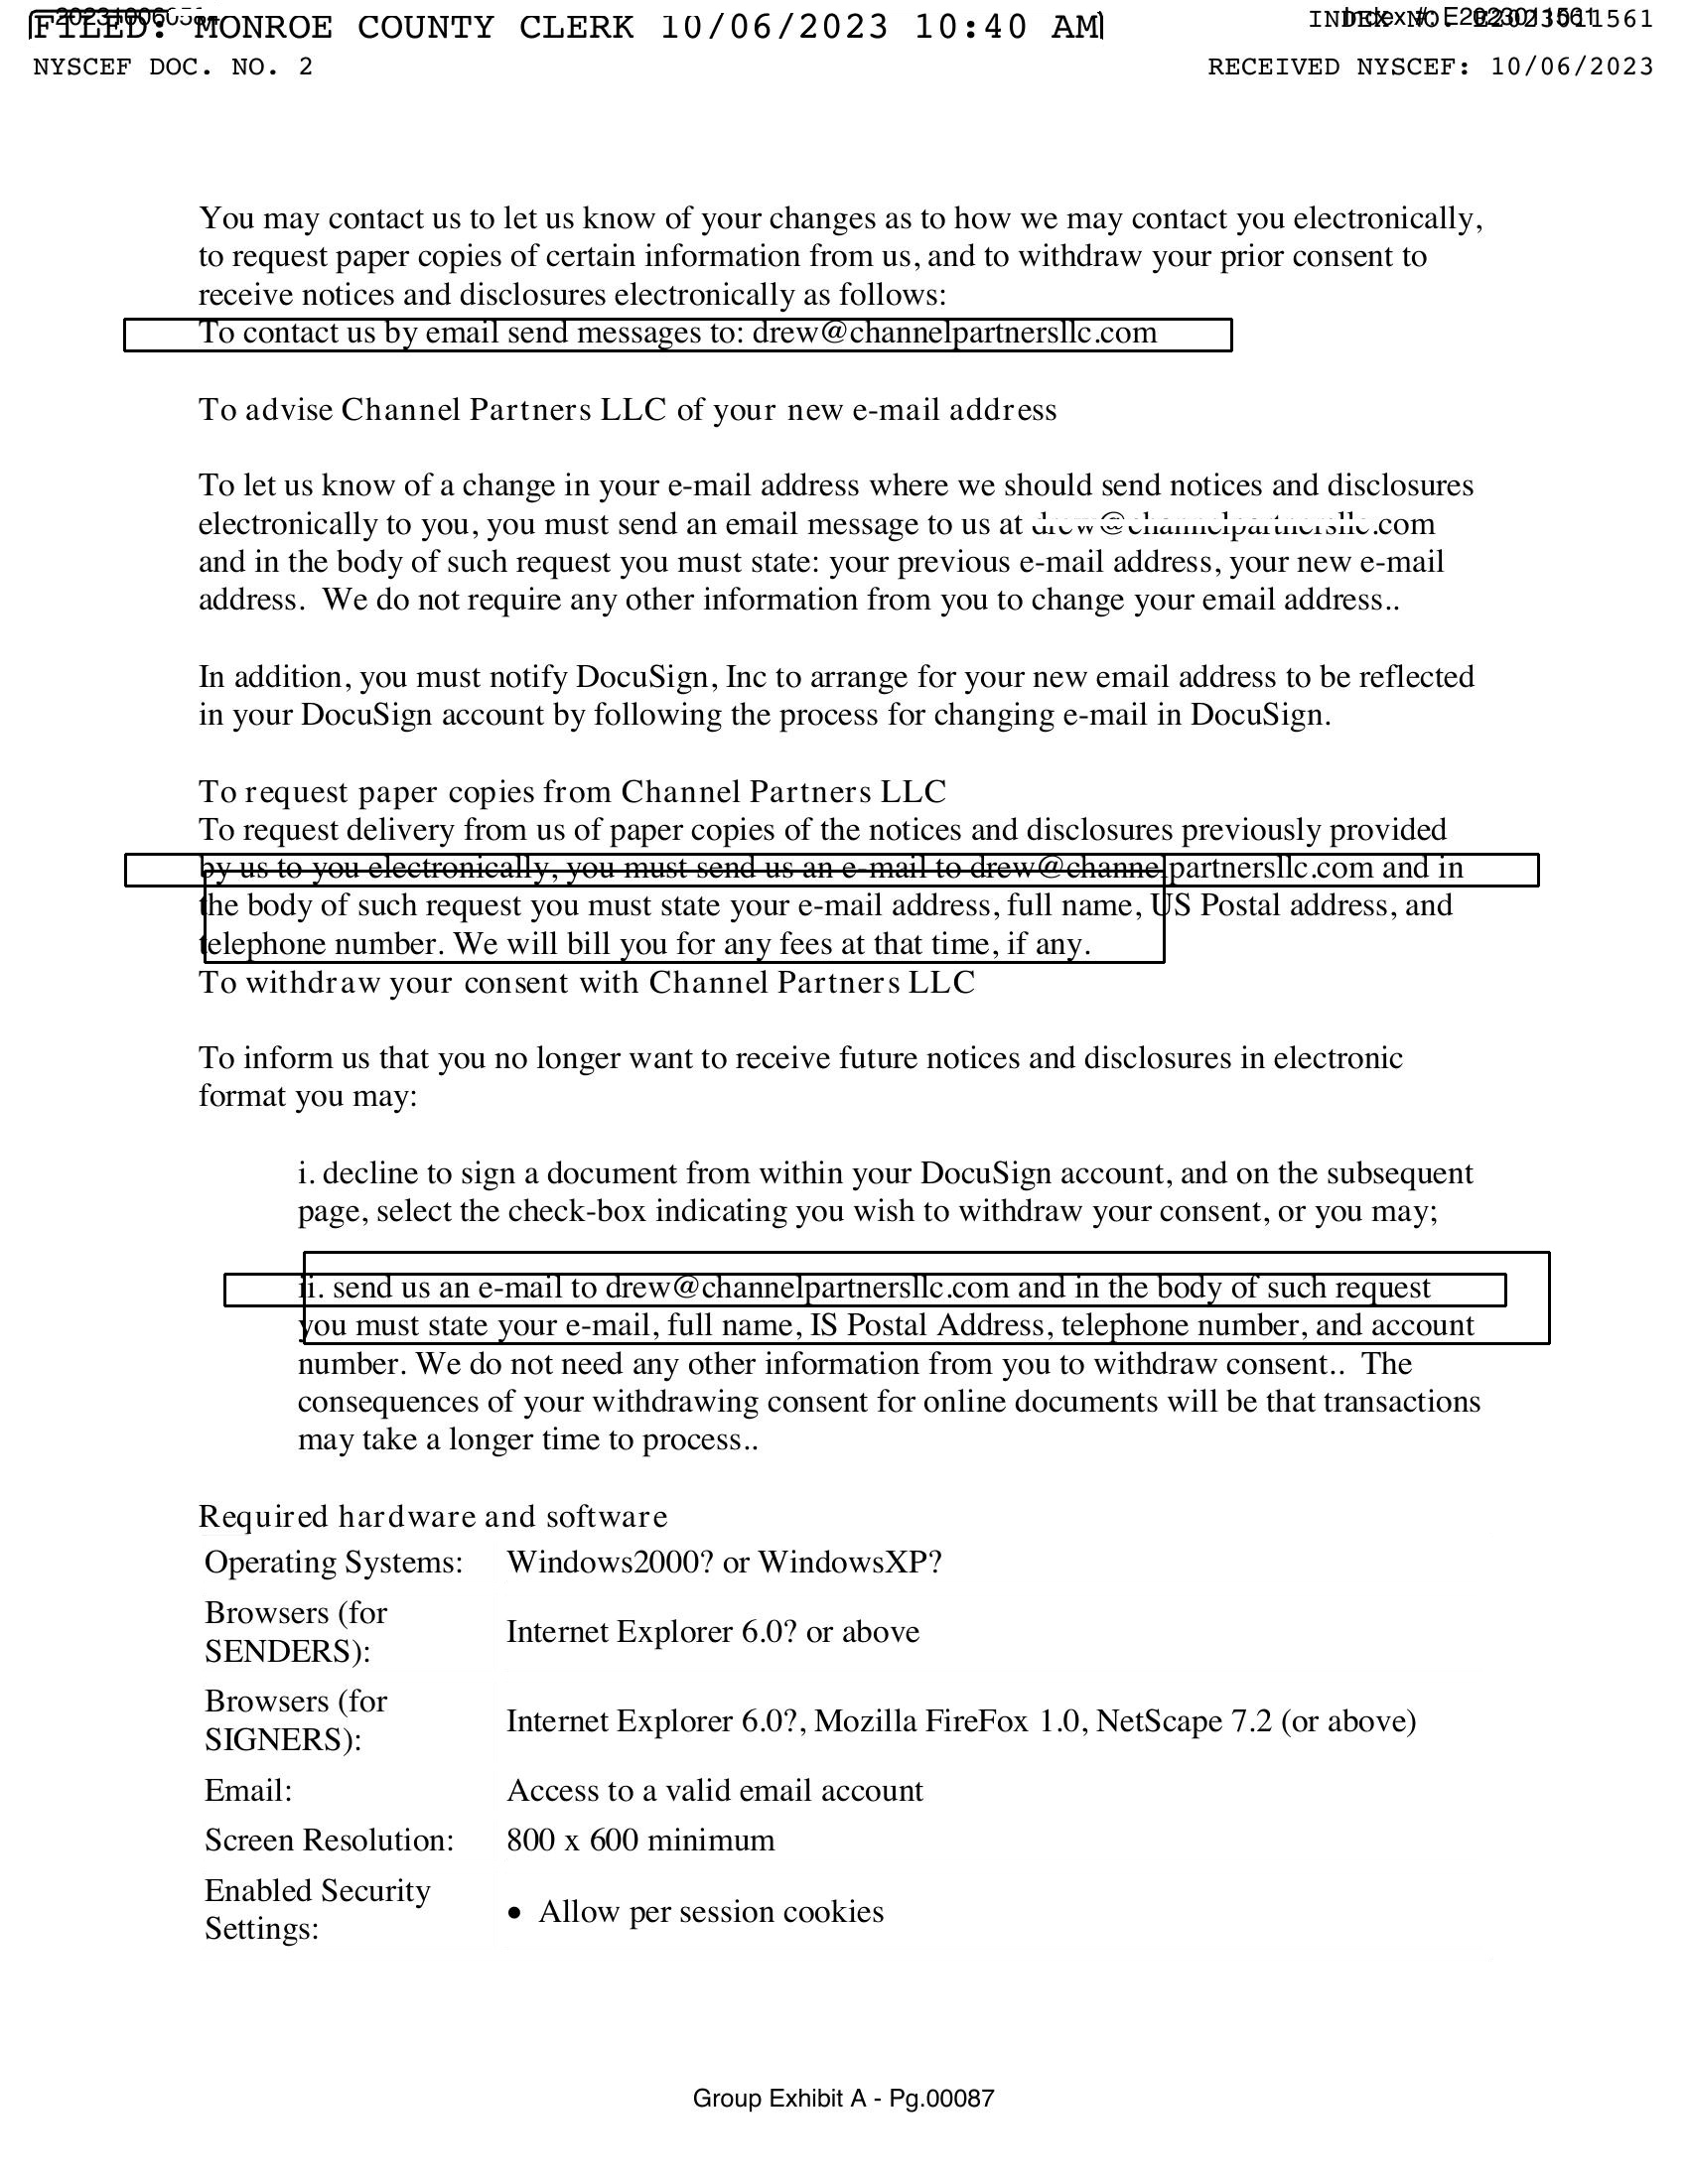 FILED: MONROE COUNTY CLERK 10/06/2023 10:40 AM
INDEX NO. E2023011561
NYSCEF DOC. NO. 2
RECEIVED NYSCEF: 10/06/2023
You may contact us to let us know of your changes as to how we may contact you electronically,
to request paper copies of certain information from us, and to withdraw your prior consent to
receive notices and disclosures electronically as follows:
To contact us by email send messages to: drew@channelpartnersllc.com
To advise Channel Partners LLC of your new e-mail address
To let us know of a change in your e-mail address where we should send notices and disclosures
electronically to you, you must send an email message to us at drew@channelpartnersllc.com
and in the body of such request you must state: your previous e-mail address, your new e-mail
address.  We do not require any other information from you to change your email address..
In addition, you must notify DocuSign, Inc to arrange for your new email address to be reflected
in your DocuSign account by following the process for changing e-mail in DocuSign.
To request paper copies from Channel Partners LLC
To request delivery from us of paper copies of the notices and disclosures previously provided
by us to you electronically, you must send us an e-mail to drew@channelpartnersllc.com and in
the body of such request you must state your e-mail address, full name, US Postal address, and
telephone number. We will bill you for any fees at that time, if any.
To withdraw your consent with Channel Partners LLC
To inform us that you no longer want to receive future notices and disclosures in electronic
format you may:
i. decline to sign a document from within your DocuSign account, and on the subsequent
page, select the check-box indicating you wish to withdraw your consent, or you may;
ii. send us an e-mail to drew@channelpartnersllc.com and in the body of such request
you must state your e-mail, full name, IS Postal Address, telephone number, and account
number. We do not need any other information from you to withdraw consent..  The
consequences of your withdrawing consent for online documents will be that transactions
may take a longer time to process..
Required hardware and software
Operating Systems: Windows2000? or WindowsXP?
Browsers (for
SENDERS): Internet Explorer 6.0? or above
Browsers (for
SIGNERS): Internet Explorer 6.0?, Mozilla FireFox 1.0, NetScape 7.2 (or above)
Email: Access to a valid email account
Screen Resolution: 800 x 600 minimum
Enabled Security
Settings: • Allow per session cookies
Group Exhibit A - Pg.00087